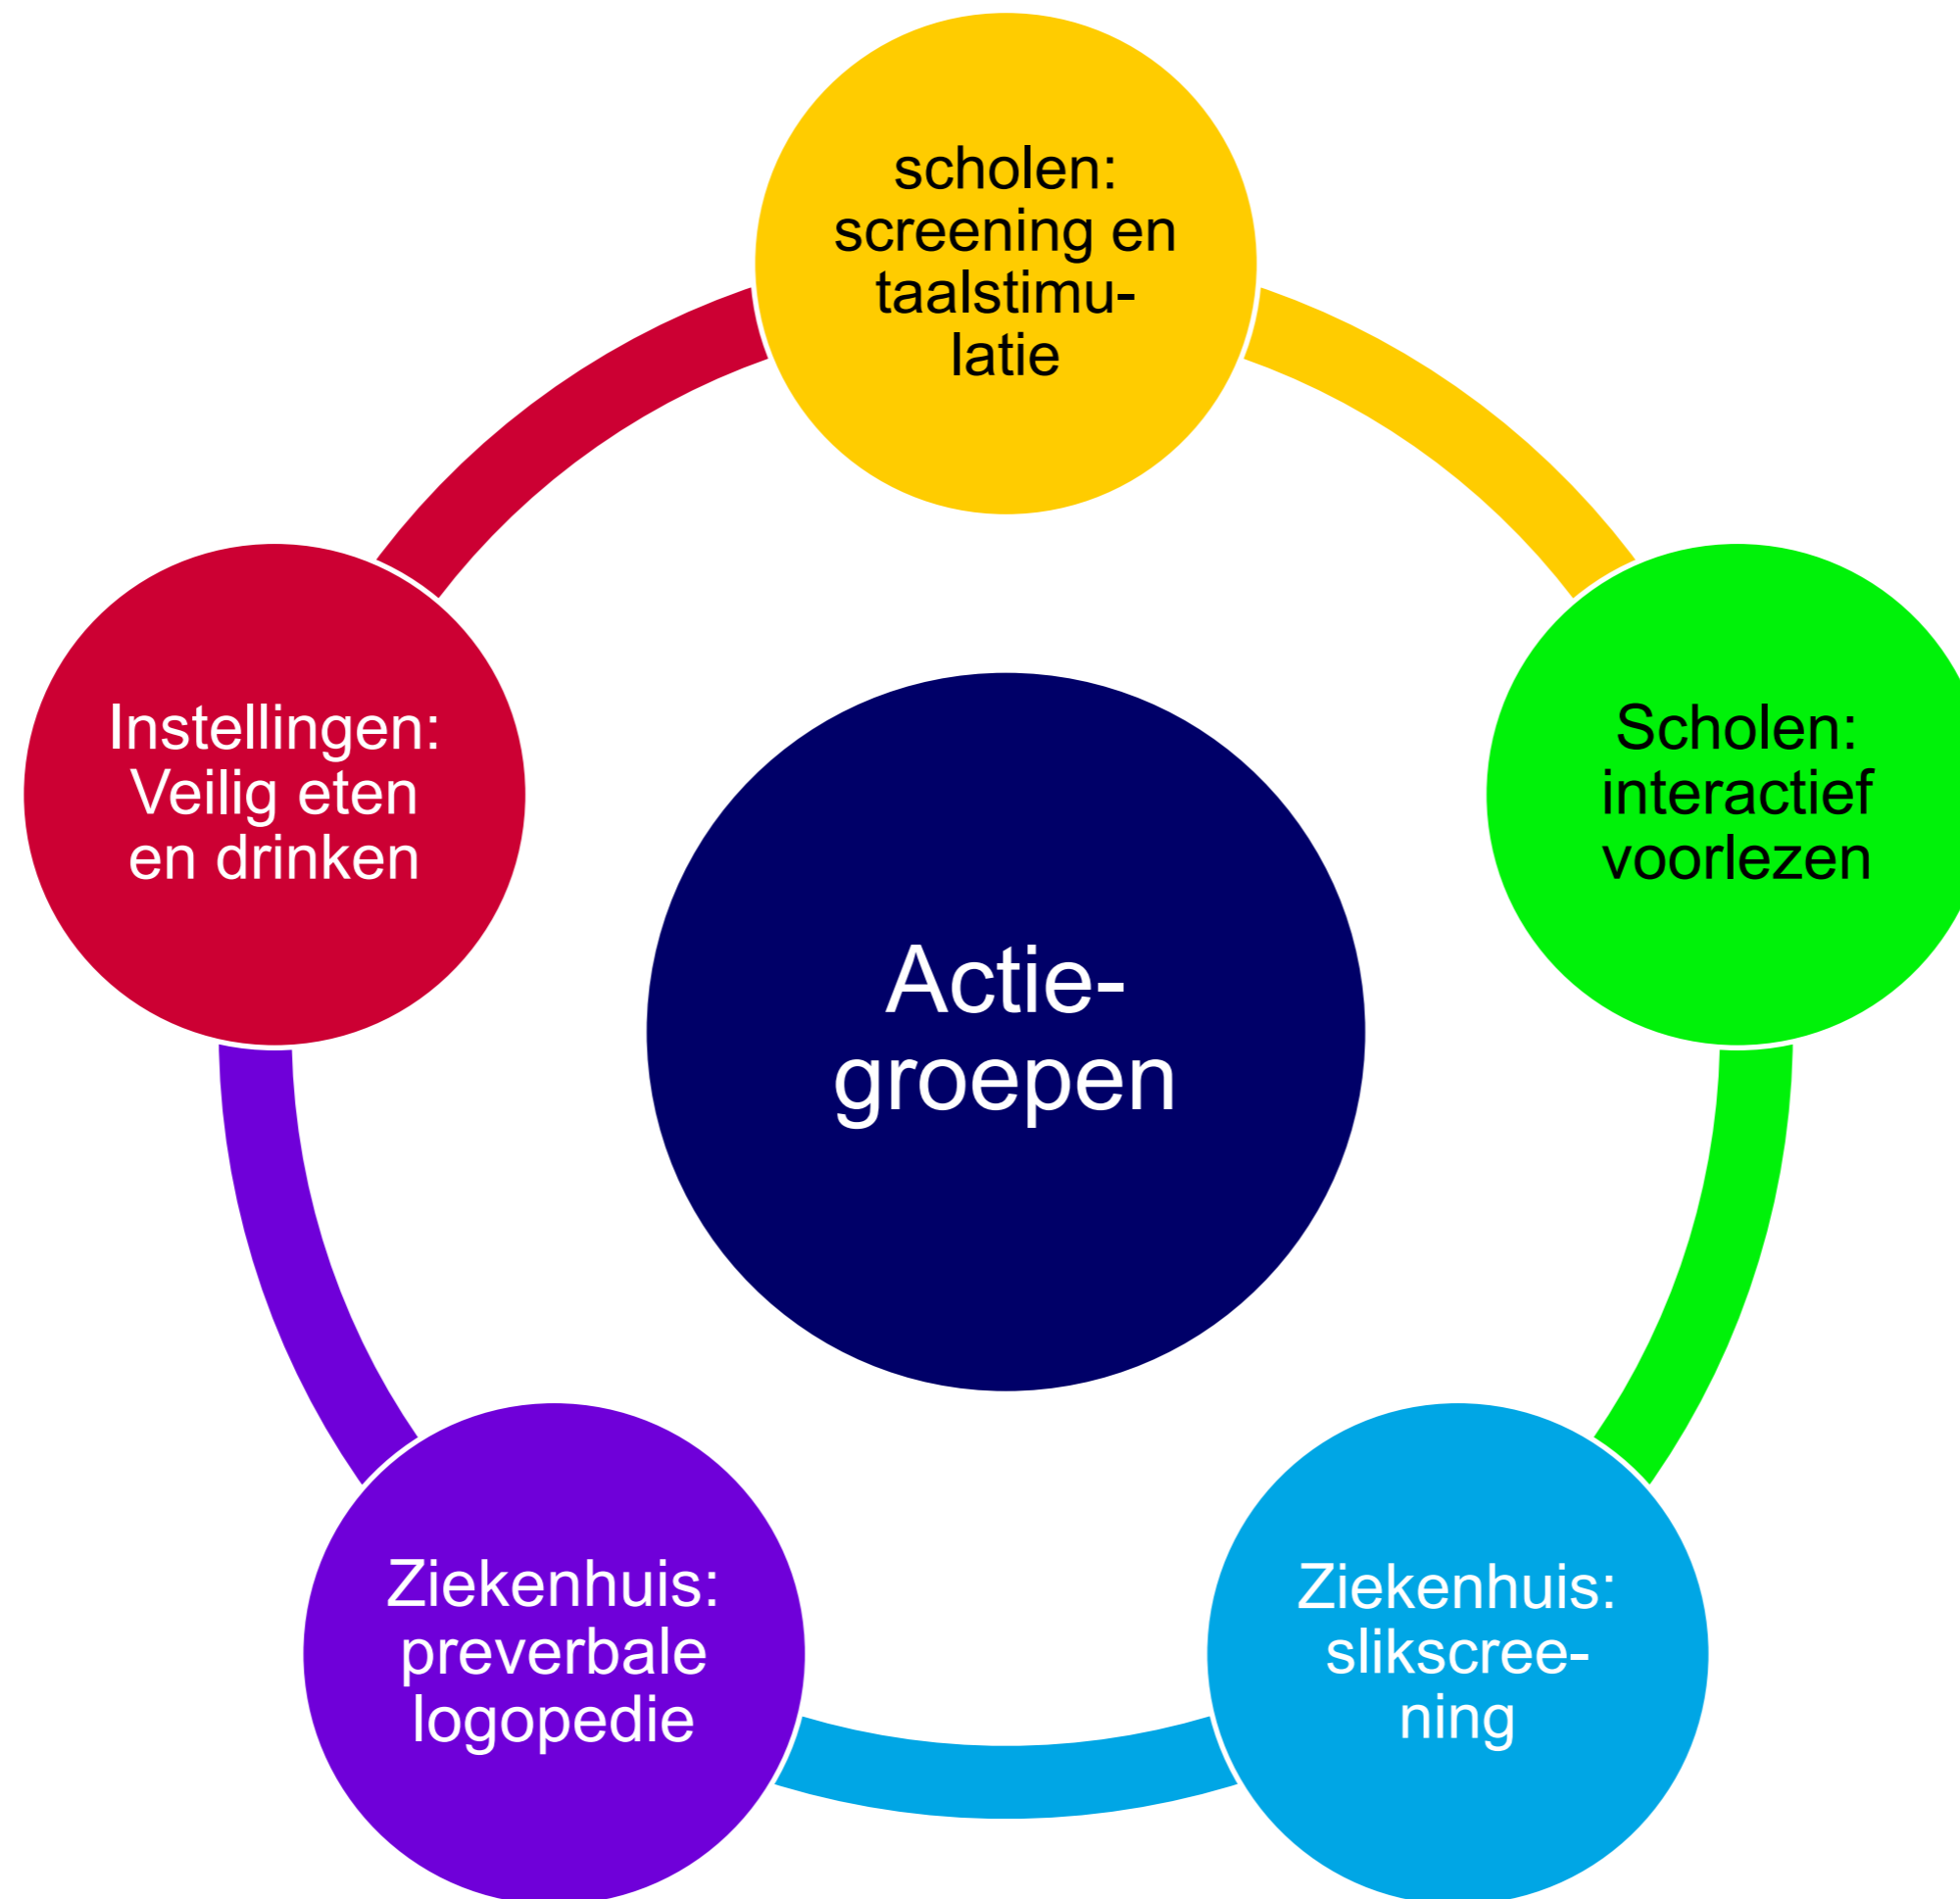 scholen:
screening en
taalstimu-
latie
Instellingen:
Veilig eten
en drinken
Scholen:
interactief
voorlezen
Actie-
groepen
Ziekenhuis:
preverbale
logopedie
Ziekenhuis:
slikscree-
ning